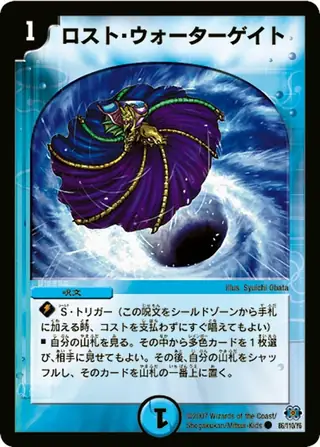 1
ロスト・ウォーターゲイト
illus. Syuichi Obata
呪文
S・トリガー（この呪文をシールドゾーンから手札
に加える時、コストを支払わずにすぐ唱えてもよい）
■ 自分の山札を見る。その中から多色カードを1枚
選び、相手に見せてもよい。その後、自分の山札をシャッ
フルし、そのカードを山札の一番上に置く。
©2007 Wizards of the Coast/
Shogakukan/Mitsui-Kids
1
86/110/Y6